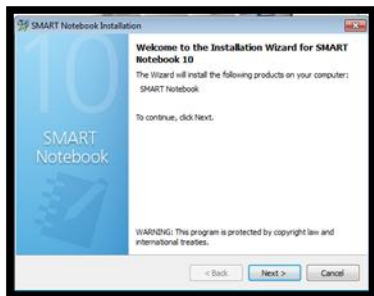 SMART Notebook Installation
10
SMART
Notebook
Welcome to the Installation Wizard for SMART
Notebook 10
The Wizard will install the following products on your computer:
SMART Notebook
To continue, click Next.
WARNING: This program is protected by copyright law and
international treaties.
< Back
Next >
Cancel